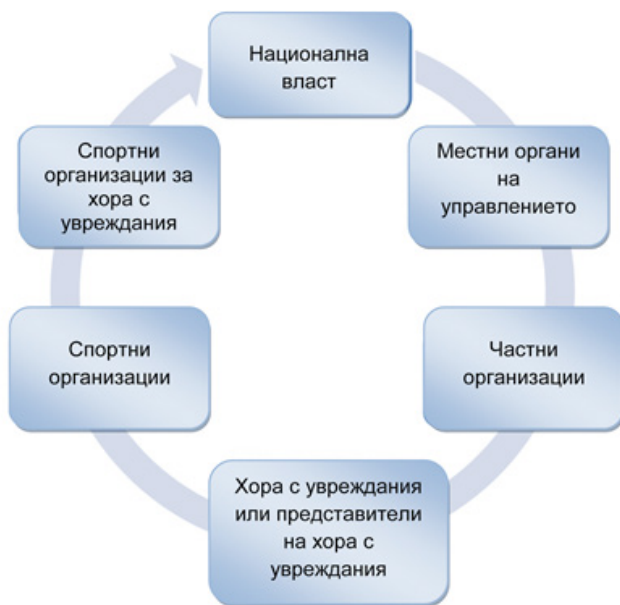 Национална
власт
Местни органи
на
управлението
Частни
организации
Хора с увреждания
или представители
на хора с
увреждания
Спортни
организации
Спортни
организации за
хора с
увреждания